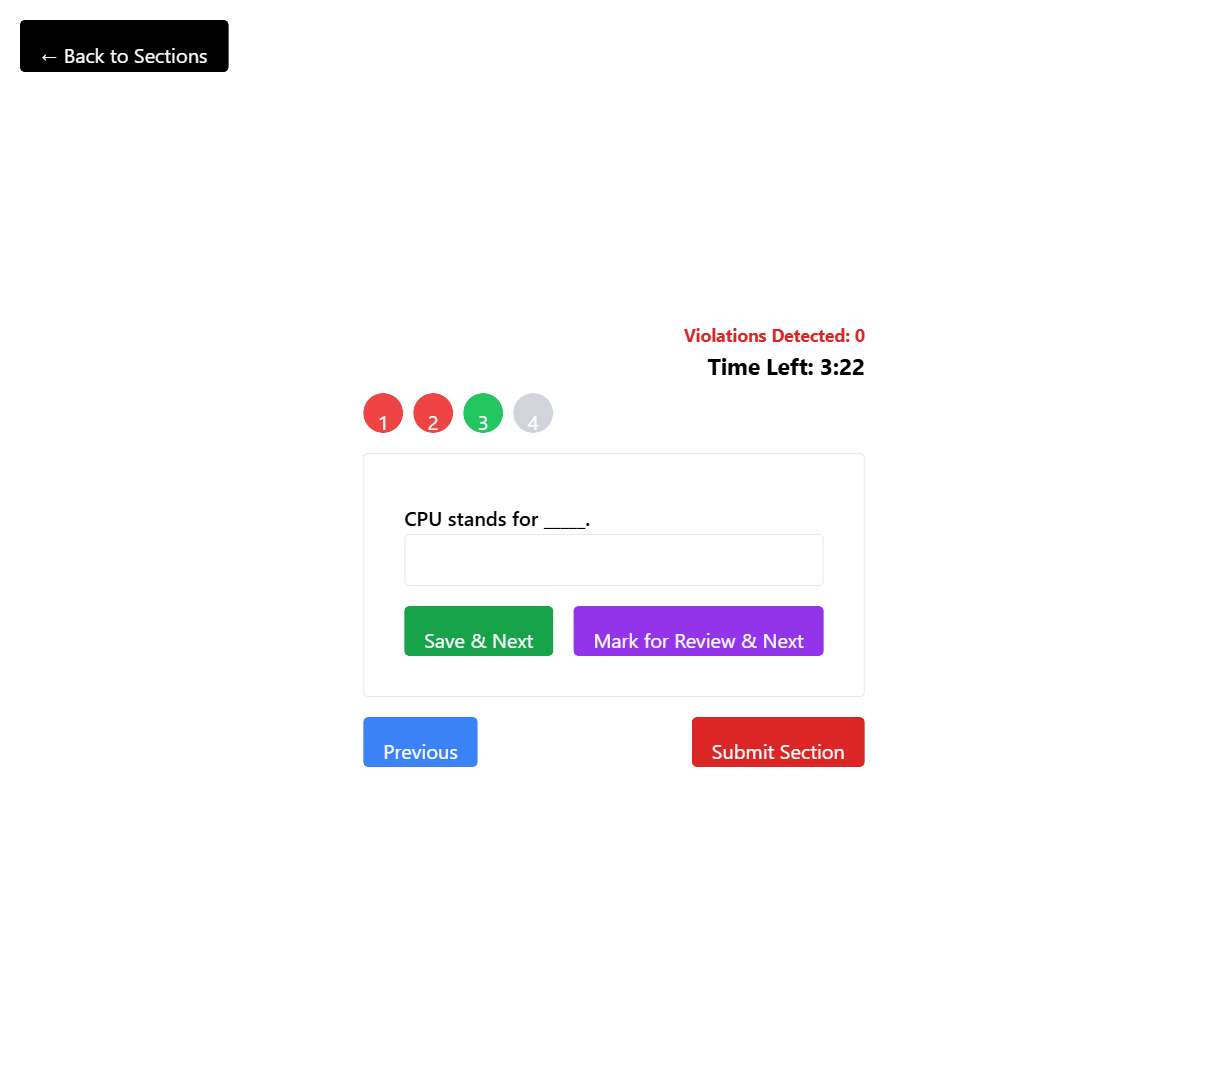 ← Back to Sections
Violations Detected: 0
Time Left: 3:22
1 2 3 4
CPU stands for _____.
Save & Next Mark for Review & Next
Previous Submit Section